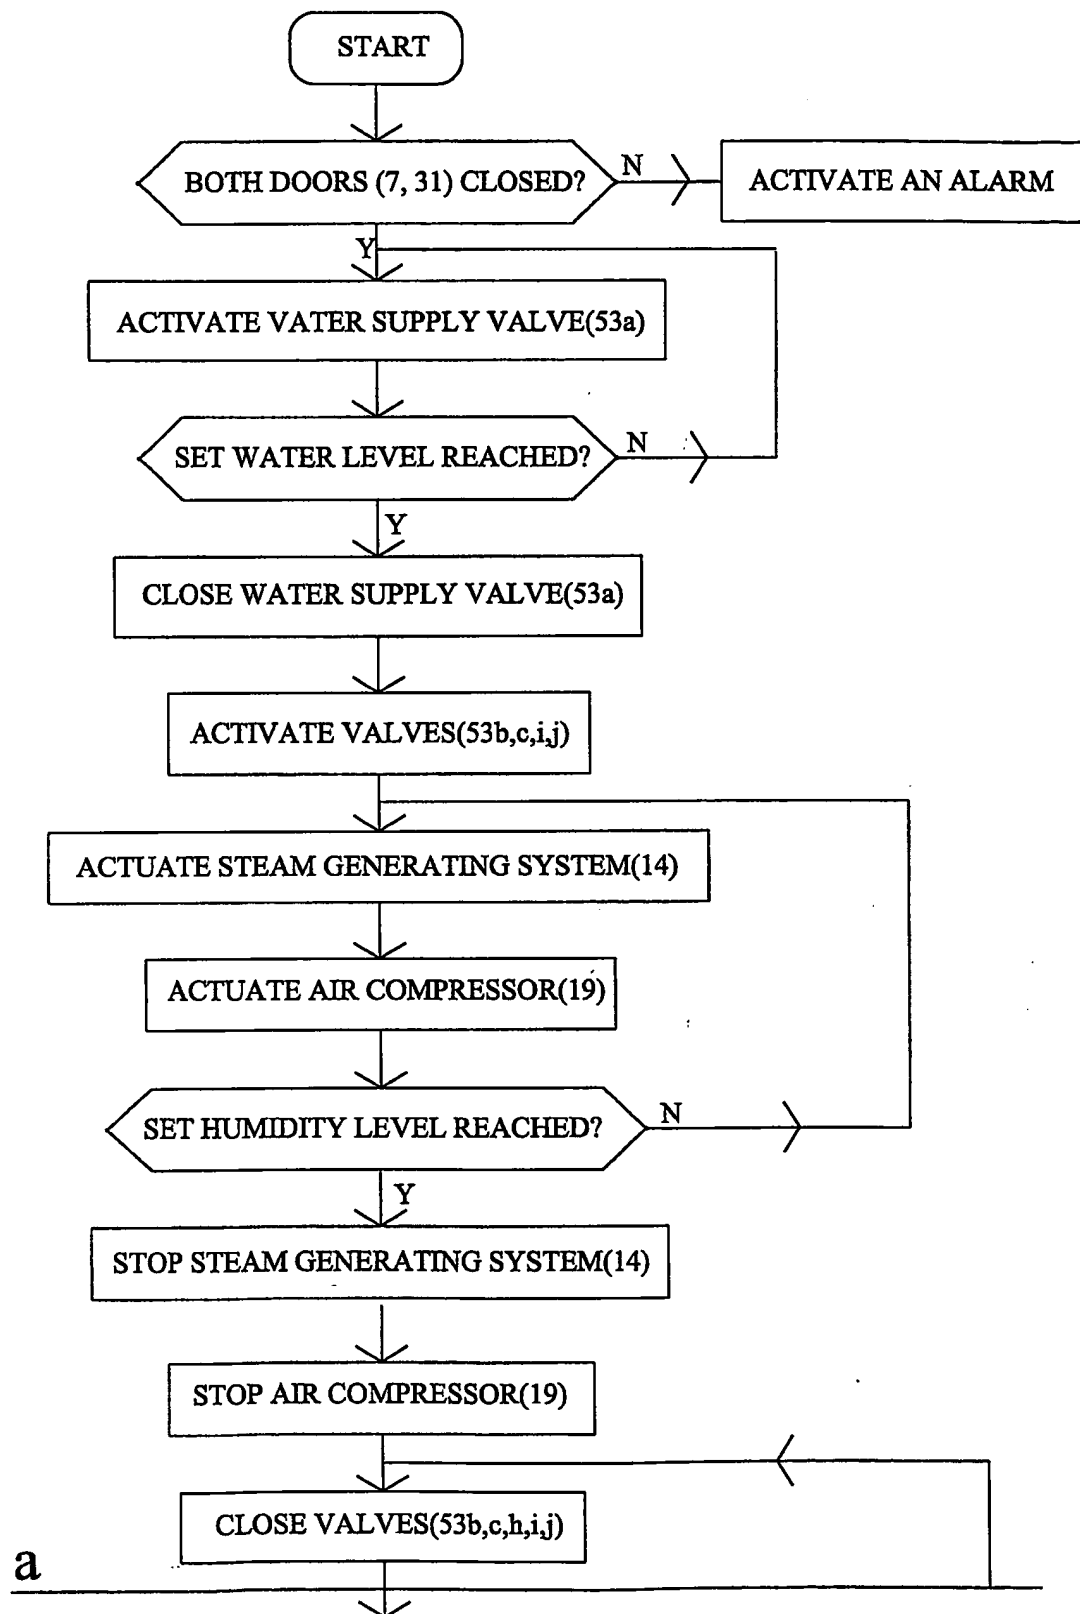 START
BOTH DOORS (7, 31) CLOSED?
N
ACTIVATE AN ALARM
Y
ACTIVATE VATER SUPPLY VALVE(53a)
SET WATER LEVEL REACHED?
N
Y
CLOSE WATER SUPPLY VALVE(53a)
ACTIVATE VALVES(53b,c,i,j)
ACTUATE STEAM GENERATING SYSTEM(14)
ACTUATE AIR COMPRESSOR(19)
SET HUMIDITY LEVEL REACHED?
N
Y
STOP STEAM GENERATING SYSTEM(14)
STOP AIR COMPRESSOR(19)
CLOSE VALVES(53b,c,h,i,j)
a